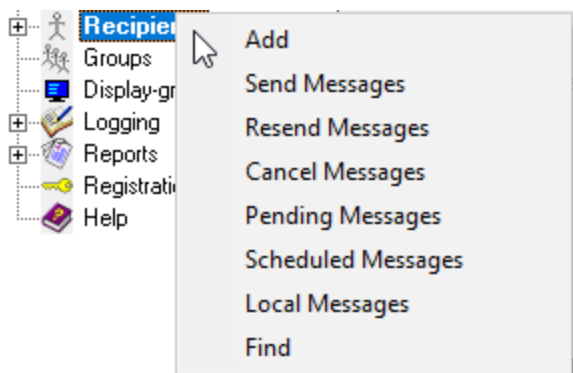 Recipie
Groups
Display-gr
Logging
Reports
Registrati
Help
Add
Send Messages
Resend Messages
Cancel Messages
Pending Messages
Scheduled Messages
Local Messages
Find